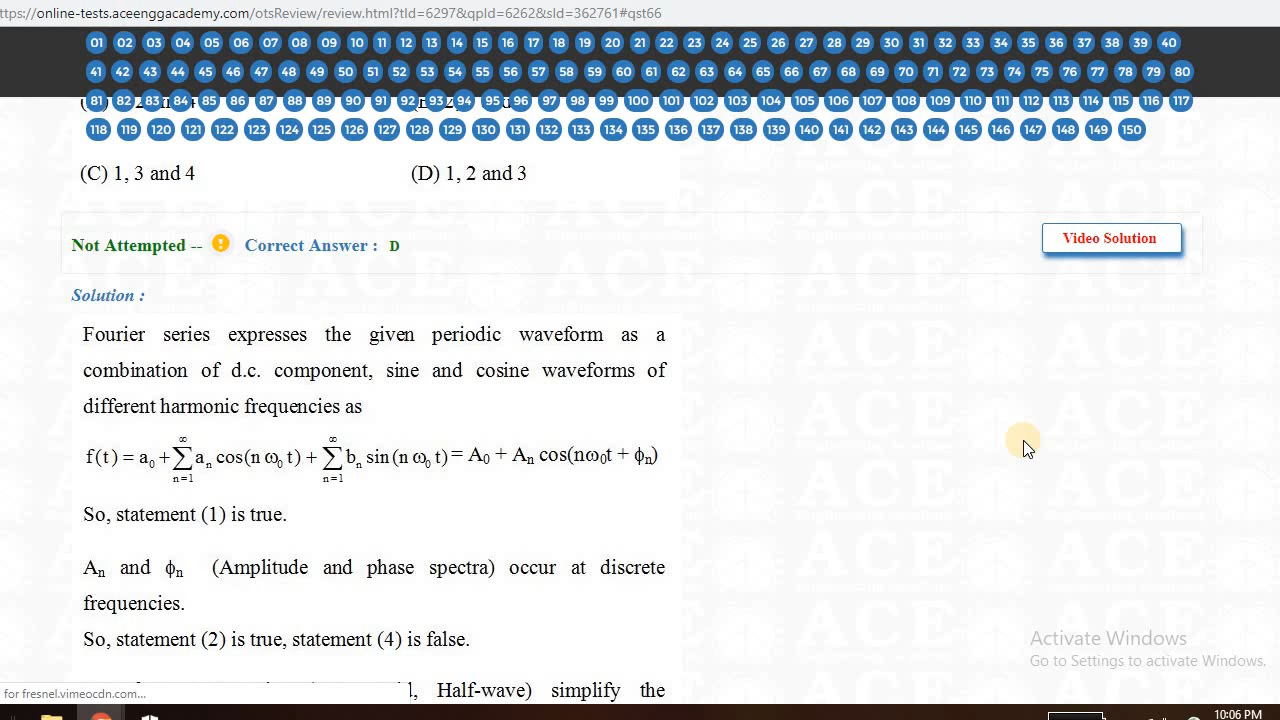 ttps://online-tests.aceenggacademy.com/otsReview/review.html?tId=6297&qpId=6262&sId=362761#qst66
01 02 03 04 05 06 07 08 09 10 11 12 13 14 15 16 17 18 19 20 21 22 23 24 25 26 27 28 29 30 31 32 33 34 35 36 37 38 39 40
41 42 43 44 45 46 47 48 49 50 51 52 53 54 55 56 57 58 59 60 61 62 63 64 65 66 67 68 69 70 71 72 73 74 75 76 77 78 79 80
81 82 83 84 85 86 87 88 89 90 91 92 93 94 95 96 97 98 99 100 101 102 103 104 105 106 107 108 109 110 111 112 113 114 115 116 117
118 119 120 121 122 123 124 125 126 127 128 129 130 131 132 133 134 135 136 137 138 139 140 141 142 143 144 145 146 147 148 149 150
(C) 1, 3 and 4 (D) 1, 2 and 3
Not Attempted -- Correct Answer : D
Video Solution
Solution :
Fourier series expresses the given periodic waveform as a
combination of d.c. component, sine and cosine waveforms of
different harmonic frequencies as
f(t) = a₀ + ∑_{n=1}^{∞} aₙ cos(n ω₀ t) + ∑_{n=1}^{∞} bₙ sin(n ω₀ t) = A₀ + Aₙ cos(nω₀t + ϕₙ)
So, statement (1) is true.
Aₙ and ϕₙ (Amplitude and phase spectra) occur at discrete
frequencies.
So, statement (2) is true, statement (4) is false.
Activate Windows
Go to Settings to activate Windows.
for fresnel.vimeocdn.com...
Half-wave) simplify the
10:06 PM
ACE